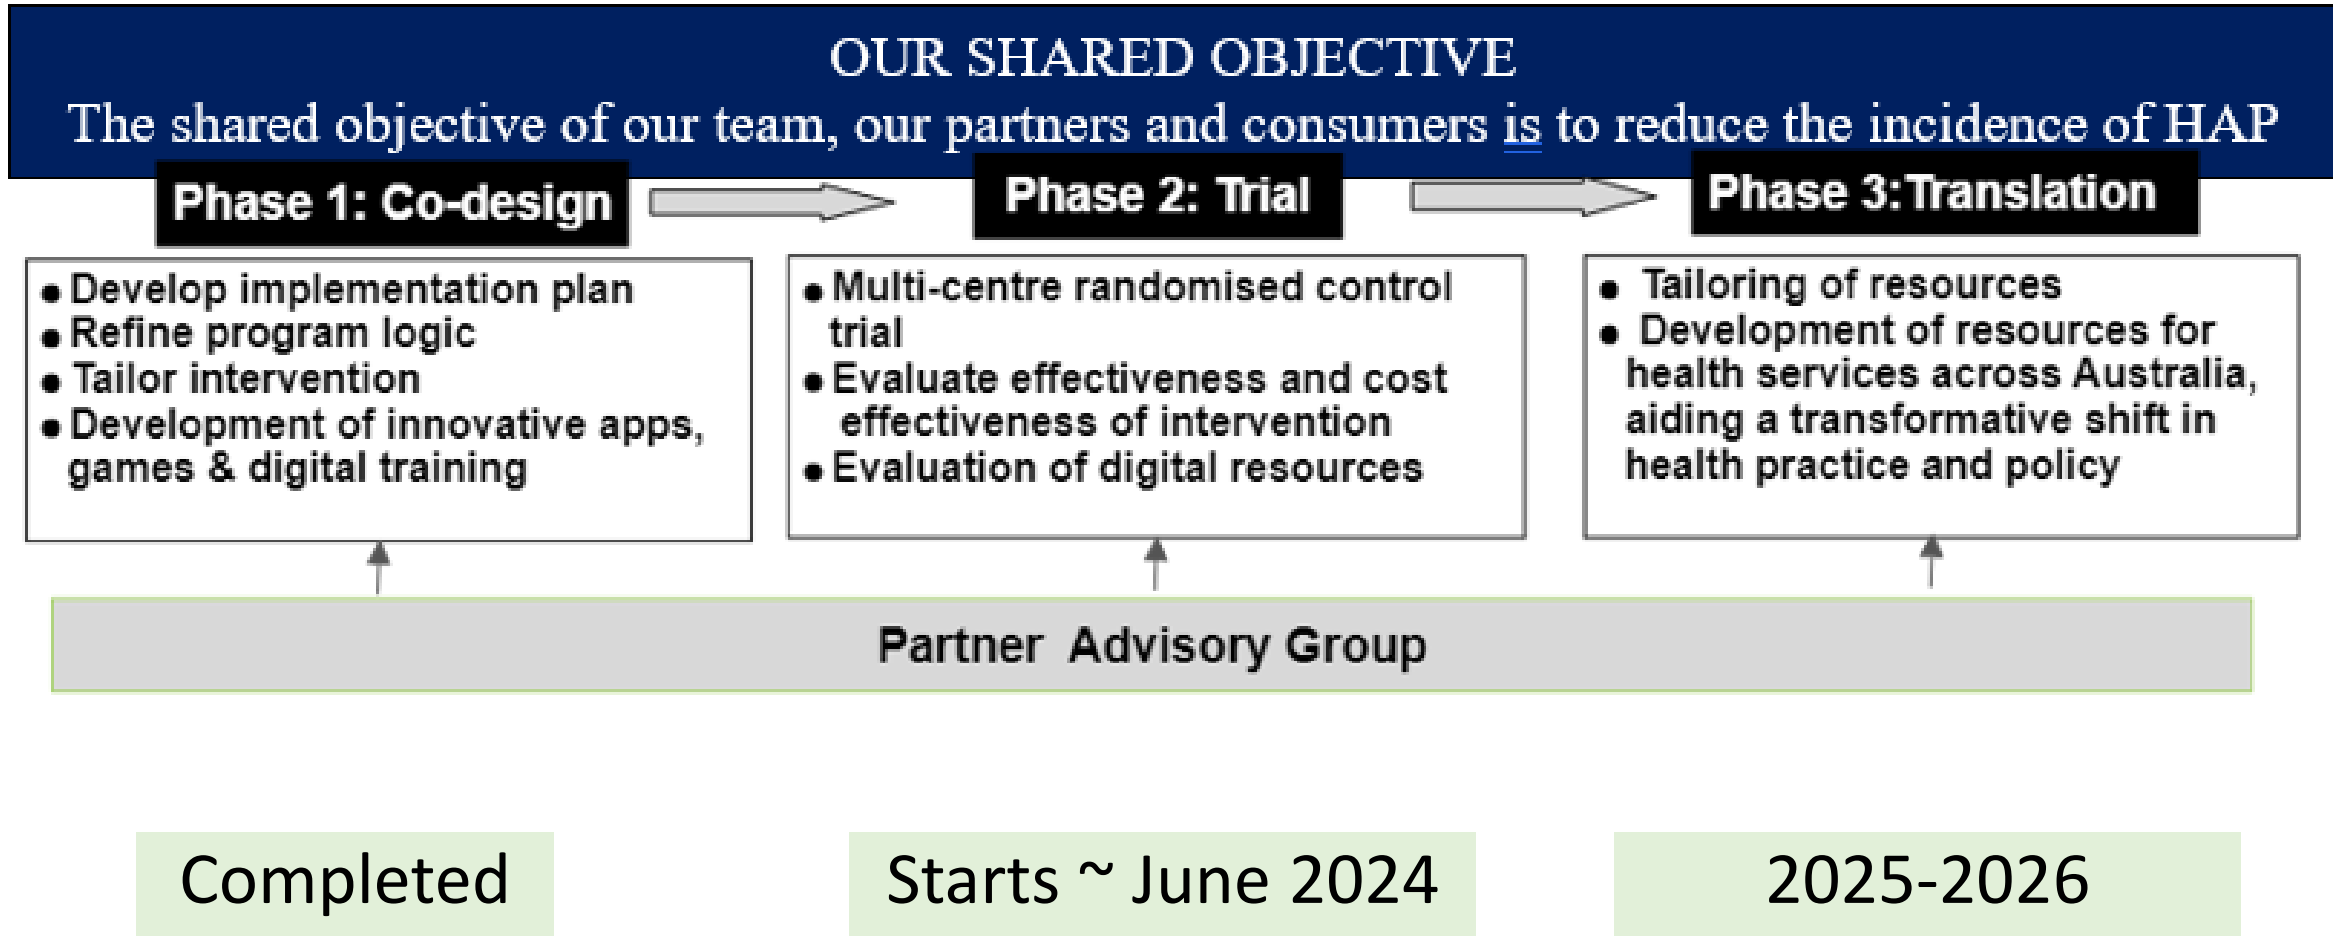 OUR SHARED OBJECTIVE
The shared objective of our team, our partners and consumers is to reduce the incidence of HAP
Phase 1: Co-design
● Develop implementation plan
● Refine program logic
● Tailor intervention
● Development of innovative apps,
games & digital training
Phase 2: Trial
● Multi-centre randomised control
trial
● Evaluate effectiveness and cost
effectiveness of intervention
● Evaluation of digital resources
Phase 3:Translation
● Tailoring of resources
● Development of resources for
health services across Australia,
aiding a transformative shift in
health practice and policy
Partner Advisory Group
Completed
Starts ~ June 2024
2025-2026